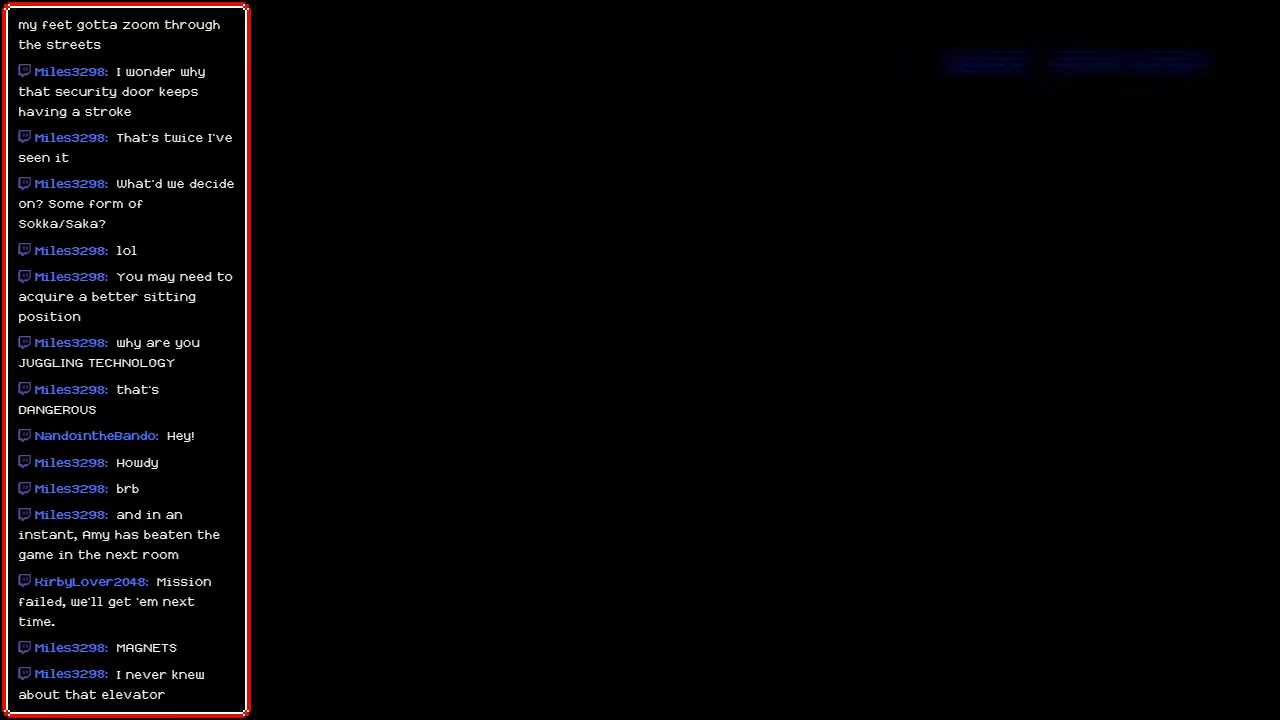 my feet gotta zoom through
the streets
Miles3298: I wonder why
that security door keeps
having a stroke
Miles3298: That's twice I've
seen it
Miles3298: What'd we decide
on? Some form of
Sokka/Saka?
Miles3298: lol
Miles3298: You may need to
acquire a better sitting
position
Miles3298: why are you
JUGGLING TECHNOLOGY
Miles3298: that's
DANGEROUS
NandointheBando: Hey!
Miles3298: Howdy
Miles3298: brb
Miles3298: and in an
instant, Amy has beaten the
game in the next room
KirbyLover2048: Mission
failed, we'll get 'em next
time.
Miles3298: MAGNETS
Miles3298: I never knew
about that elevator